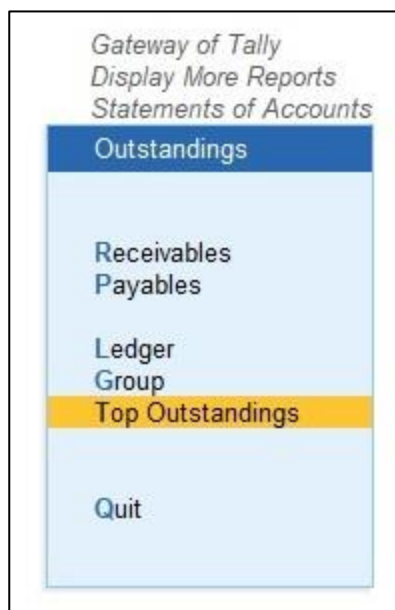 Gateway of Tally
Display More Reports
Statements of Accounts
Outstandings
Receivables
Payables
Ledger
Group
Top Outstandings
Quit